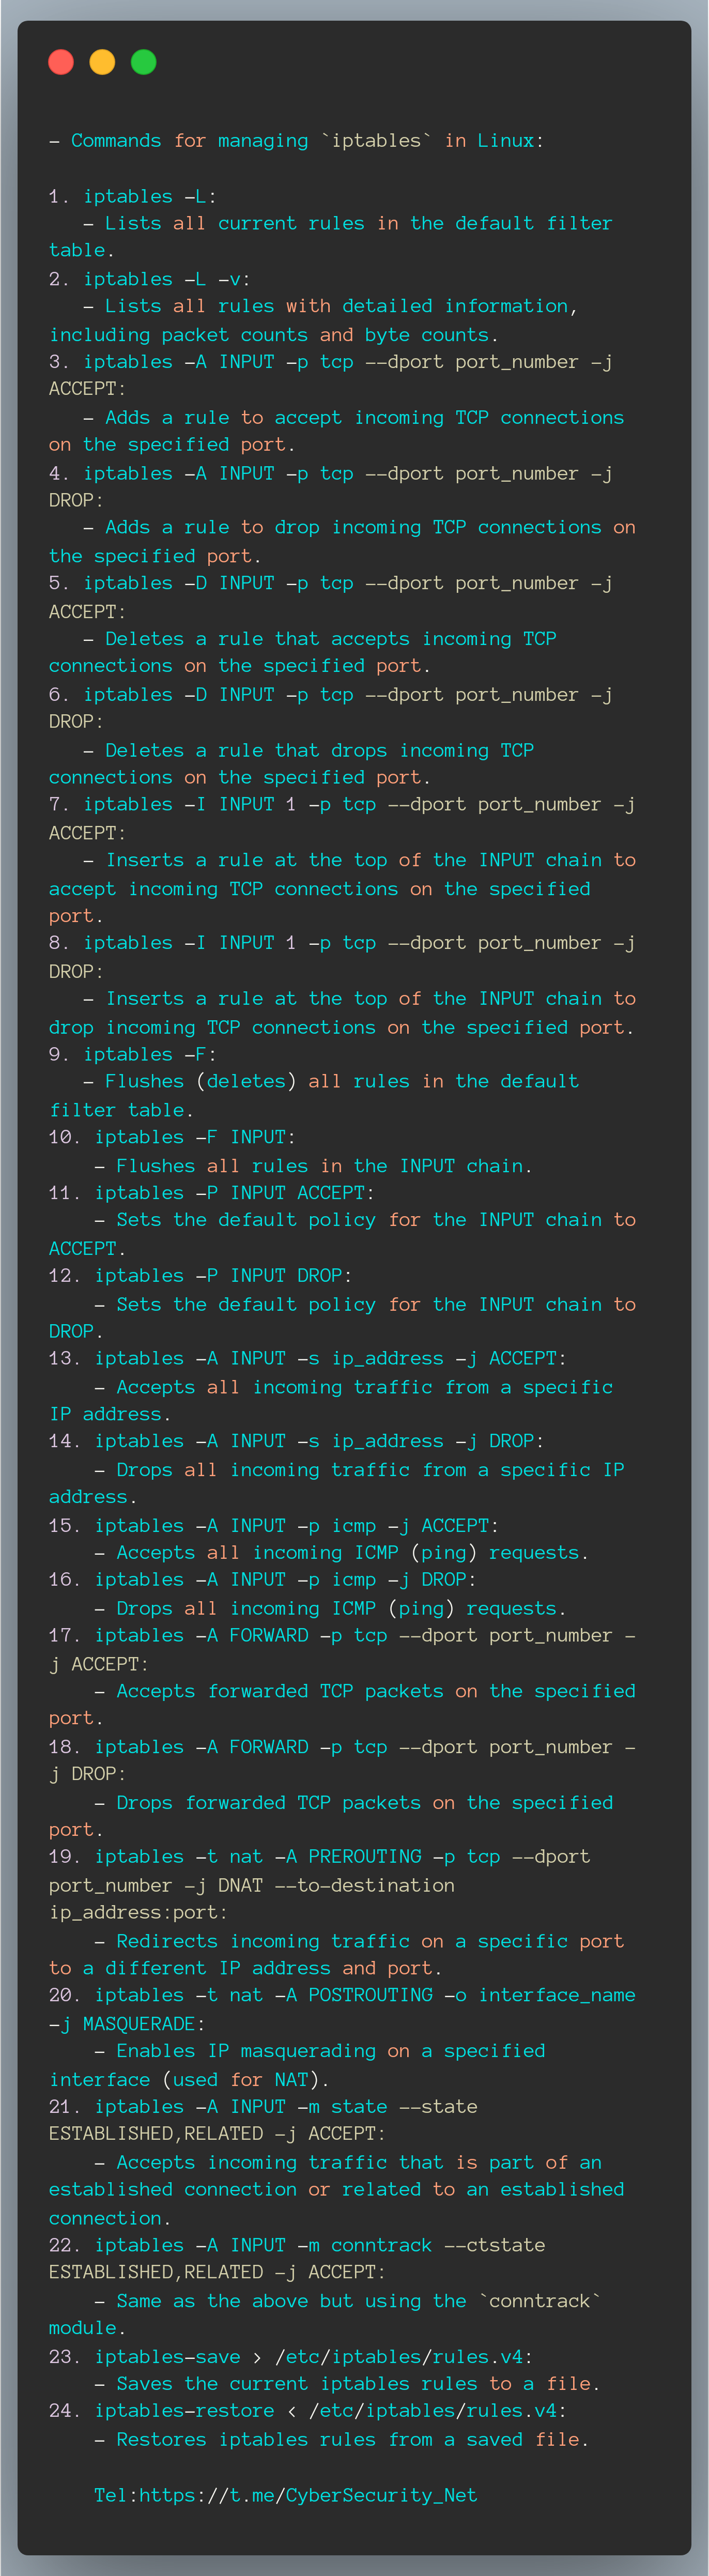 - Commands for managing `iptables` in Linux:
1. iptables -L:
- Lists all current rules in the default filter
table.
2. iptables -L -v:
- Lists all rules with detailed information,
including packet counts and byte counts.
3. iptables -A INPUT -p tcp --dport port_number -j
ACCEPT:
- Adds a rule to accept incoming TCP connections
on the specified port.
4. iptables -A INPUT -p tcp --dport port_number -j
DROP:
- Adds a rule to drop incoming TCP connections on
the specified port.
5. iptables -D INPUT -p tcp --dport port_number -j
ACCEPT:
- Deletes a rule that accepts incoming TCP
connections on the specified port.
6. iptables -D INPUT -p tcp --dport port_number -j
DROP:
- Deletes a rule that drops incoming TCP
connections on the specified port.
7. iptables -I INPUT 1 -p tcp --dport port_number -j
ACCEPT:
- Inserts a rule at the top of the INPUT chain to
accept incoming TCP connections on the specified
port.
8. iptables -I INPUT 1 -p tcp --dport port_number -j
DROP:
- Inserts a rule at the top of the INPUT chain to
drop incoming TCP connections on the specified port.
9. iptables -F:
- Flushes (deletes) all rules in the default
filter table.
10. iptables -F INPUT:
- Flushes all rules in the INPUT chain.
11. iptables -P INPUT ACCEPT:
- Sets the default policy for the INPUT chain to
ACCEPT.
12. iptables -P INPUT DROP:
- Sets the default policy for the INPUT chain to
DROP.
13. iptables -A INPUT -s ip_address -j ACCEPT:
- Accepts all incoming traffic from a specific
IP address.
14. iptables -A INPUT -s ip_address -j DROP:
- Drops all incoming traffic from a specific IP
address.
15. iptables -A INPUT -p icmp -j ACCEPT:
- Accepts all incoming ICMP (ping) requests.
16. iptables -A INPUT -p icmp -j DROP:
- Drops all incoming ICMP (ping) requests.
17. iptables -A FORWARD -p tcp --dport port_number -
j ACCEPT:
- Accepts forwarded TCP packets on the specified
port.
18. iptables -A FORWARD -p tcp --dport port_number -
j DROP:
- Drops forwarded TCP packets on the specified
port.
19. iptables -t nat -A PREROUTING -p tcp --dport
port_number -j DNAT --to-destination
ip_address:port:
- Redirects incoming traffic on a specific port
to a different IP address and port.
20. iptables -t nat -A POSTROUTING -o interface_name
-j MASQUERADE:
- Enables IP masquerading on a specified
interface (used for NAT).
21. iptables -A INPUT -m state --state
ESTABLISHED,RELATED -j ACCEPT:
- Accepts incoming traffic that is part of an
established connection or related to an established
connection.
22. iptables -A INPUT -m conntrack --ctstate
ESTABLISHED,RELATED -j ACCEPT:
- Same as the above but using the `conntrack`
module.
23. iptables-save > /etc/iptables/rules.v4:
- Saves the current iptables rules to a file.
24. iptables-restore < /etc/iptables/rules.v4:
- Restores iptables rules from a saved file.
Tel:https://t.me/CyberSecurity_Net